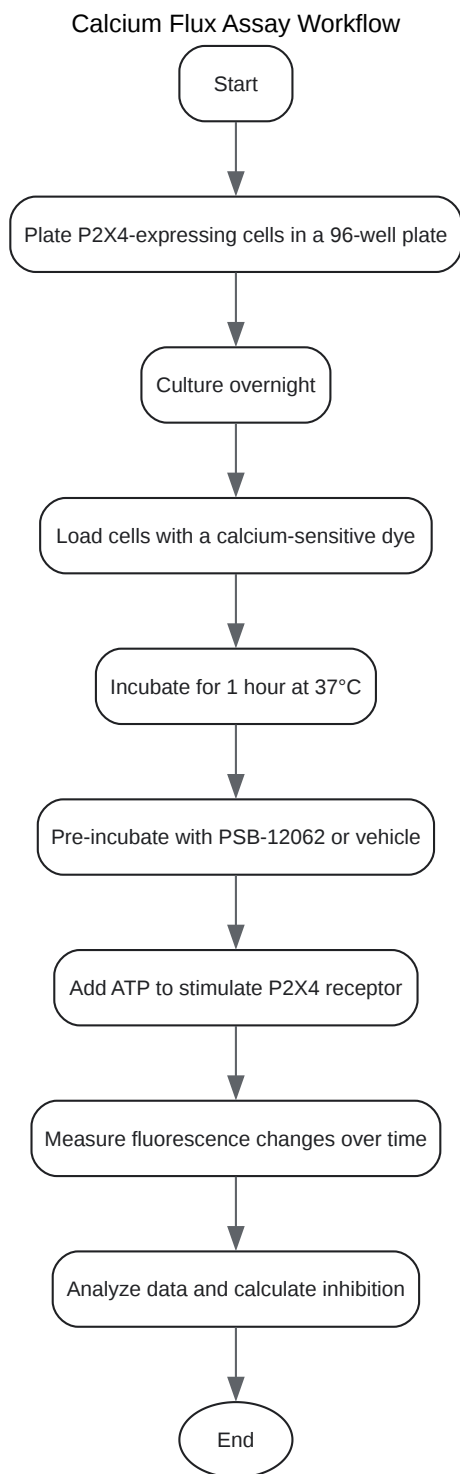 Calcium Flux Assay Workflow
Start
Plate P2X4-expressing cells in a 96-well plate
Culture overnight
Load cells with a calcium-sensitive dye
Incubate for 1 hour at 37°C
Pre-incubate with PSB-12062 or vehicle
Add ATP to stimulate P2X4 receptor
Measure fluorescence changes over time
Analyze data and calculate inhibition
End